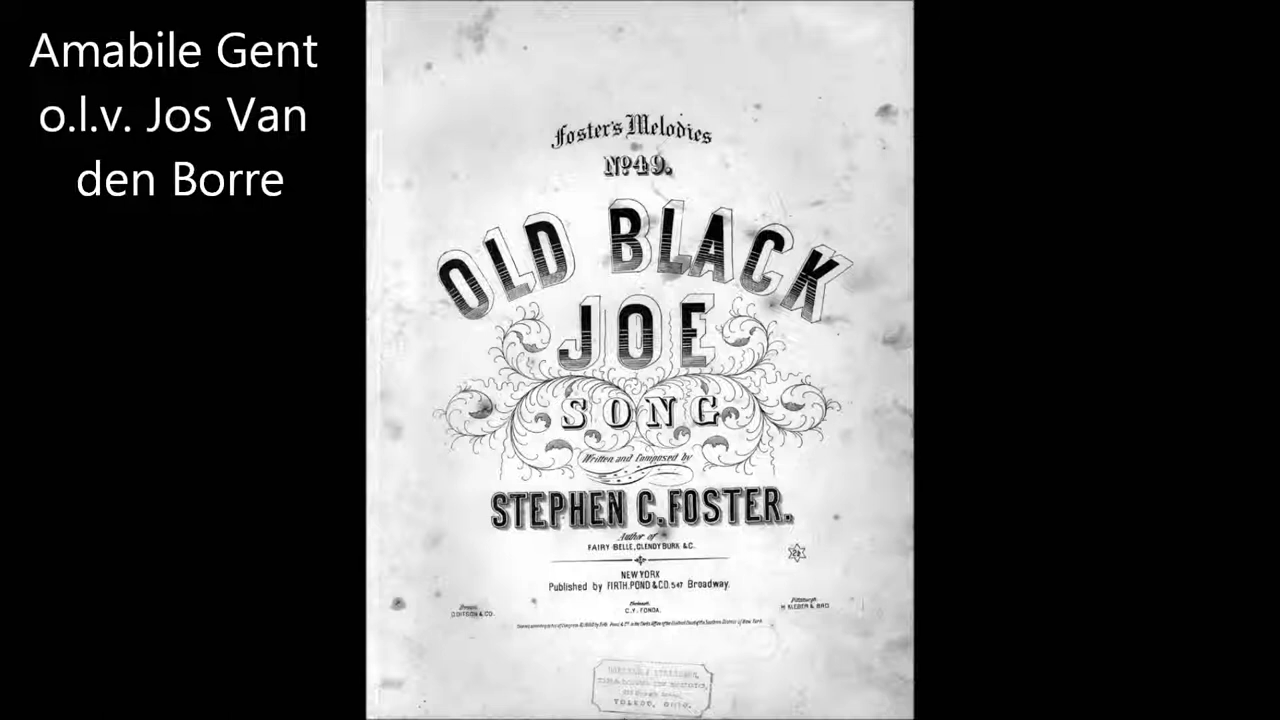 Amabile Gent
o.l.v. Jos Van
den Borre
Foster's Melodies
No. 49.
OLD BLACK
JOE
SONG
Written and Composed by
STEPHEN C. FOSTER.
Author of
FAIRY-BELLE, GLENDY BURK &C.
NEW YORK
Published by FIRTH, POND & CO. 547 Broadway.
Pittsburgh
H. KLEBER & BRO
O. DITSON & CO.
C.Y. FONDA.
TOLEDO, OHIO.